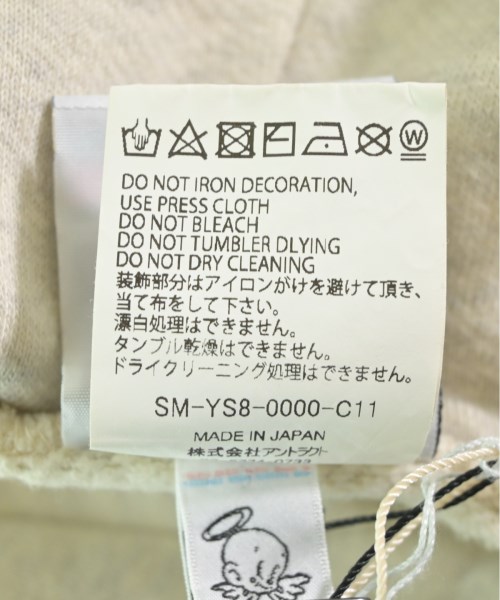 W
DO NOT IRON DECORATION,
USE PRESS CLOTH
DO NOT BLEACH
DO NOT TUMBLER DLYING
DO NOT DRY CLEANING
装飾部分はアイロンがけを避けて頂き、
当て布をして下さい。
漂白処理はできません。
タンブル乾燥はできません。
ドライクリーニング処理はできません。
SM-YS8-0000-C11
MADE IN JAPAN
株式会社アントラクト